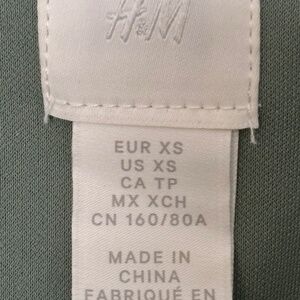 H&M
EUR XS
US XS
CA TP
MX XCH
CN 160/80A
MADE IN
CHINA
FABRIQUÉ EN